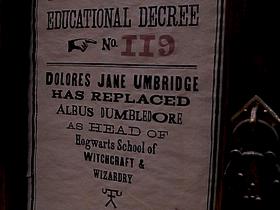 EDUCATIONAL DECREE
No. 119
DOLORES JANE UMBRIDGE
HAS REPLACED
ALBUS DUMBLEDORE
AS HEAD OF
Hogwarts School of
WITCHCRAFT &
WIZARDRY